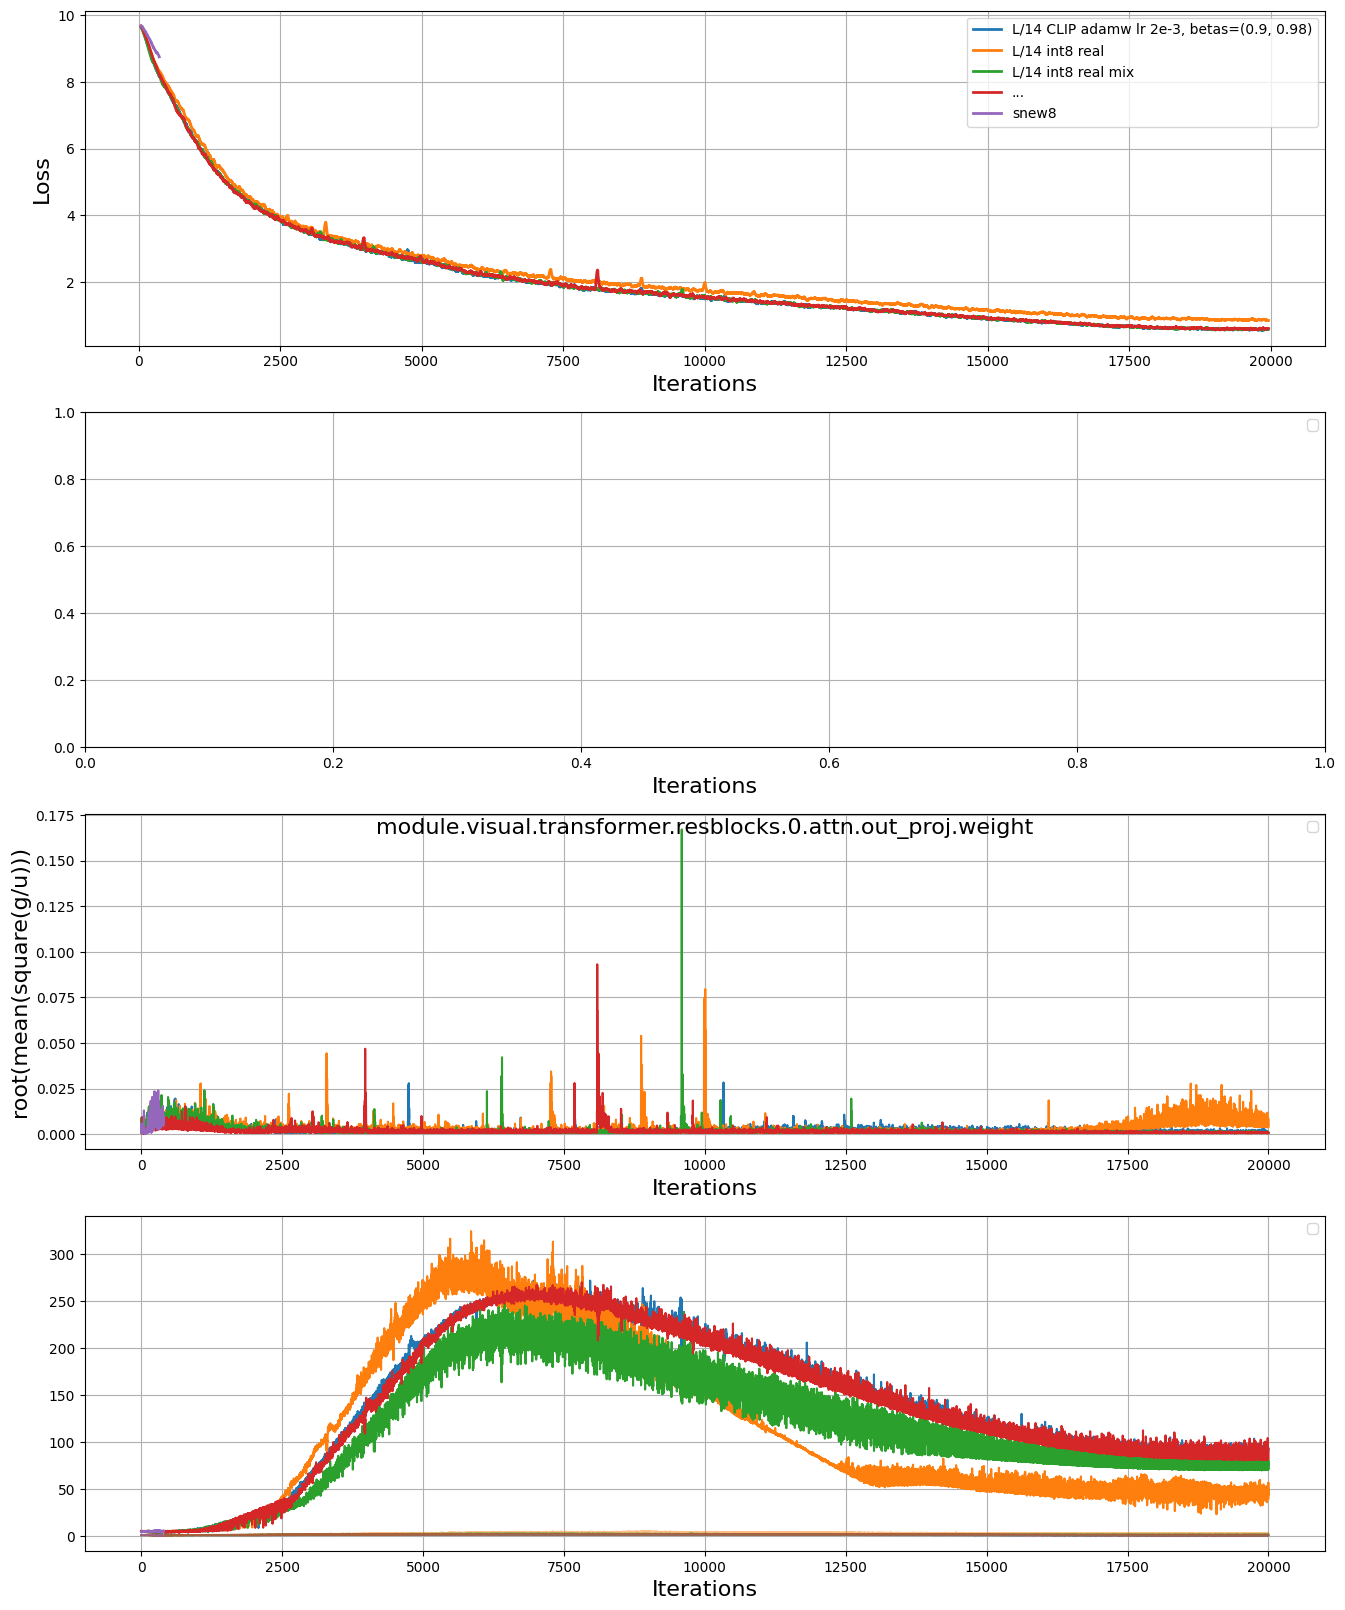 10
8
6
4
2
Loss
L/14 CLIP adamw lr 2e-3, betas=(0.9, 0.98)
L/14 int8 real
L/14 int8 real mix
...
snew8
0 2500 5000 7500 10000 12500 15000 17500 20000
Iterations
1.0
0.8
0.6
0.4
0.2
0.0
0.0 0.2 0.4 0.6 0.8 1.0
Iterations
module.visual.transformer.resblocks.0.attn.out_proj.weight
0.175
0.150
0.125
0.100
0.075
0.050
0.025
0.000
root(mean(square(g/u)))
0 2500 5000 7500 10000 12500 15000 17500 20000
Iterations
300
250
200
150
100
50
0
0 2500 5000 7500 10000 12500 15000 17500 20000
Iterations